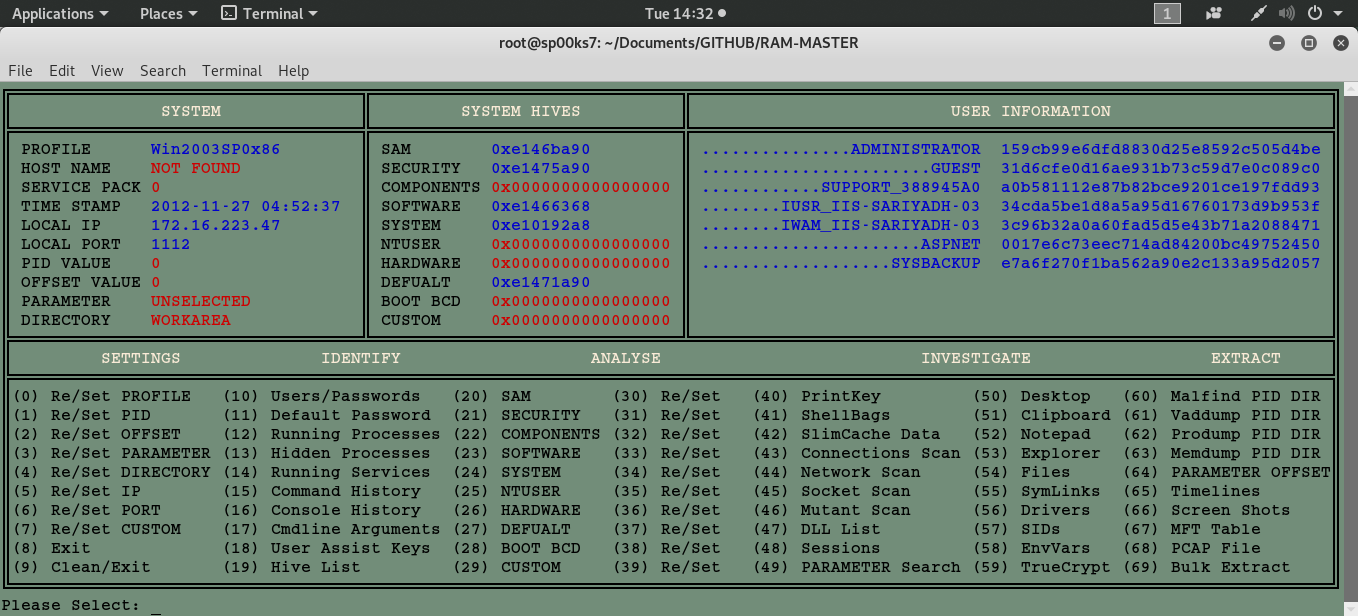 Applications Places Terminal Tue 14:32 1
root@sp00ks7: ~/Documents/GITHUB/RAM-MASTER
File Edit View Search Terminal Help
SYSTEM SYSTEM HIVES USER INFORMATION
PROFILE Win2003SP0x86 SAM 0xe146ba90 ...............ADMINISTRATOR 159cb99e6dfd8830d25e8592c505d4be
HOST NAME NOT FOUND SECURITY 0xe1475a90 .......................GUEST 31d6cfe0d16ae931b73c59d7e0c089c0
SERVICE PACK 0 COMPONENTS 0x0000000000000000 ............SUPPORT_388945A0 a0b581112e87b82bce9201ce197fdd93
TIME STAMP 2012-11-27 04:52:37 SOFTWARE 0xe1466368 ........IUSR_IIS-SARIYADH-03 34cda5be1d8a5a95d16760173d9b953f
LOCAL IP 172.16.223.47 SYSTEM 0xe10192a8 ........IWAM_IIS-SARIYADH-03 3c96b32a0a60fad5d5e43b71a2088471
LOCAL PORT 1112 NTUSER 0x0000000000000000 ......................ASPNET 0017e6c73eec714ad84200bc49752450
PID VALUE 0 HARDWARE 0x0000000000000000 ...................SYSBACKUP e7a6f270f1ba562a90e2c133a95d2057
OFFSET VALUE 0 DEFUALT 0xe1471a90
PARAMETER UNSELECTED BOOT BCD 0x0000000000000000
DIRECTORY WORKAREA CUSTOM 0x0000000000000000
SETTINGS IDENTIFY ANALYSE INVESTIGATE EXTRACT
(0) Re/Set PROFILE (10) Users/Passwords (20) SAM (30) Re/Set (40) PrintKey (50) Desktop (60) Malfind PID DIR
(1) Re/Set PID (11) Default Password (21) SECURITY (31) Re/Set (41) ShellBags (51) Clipboard (61) Vaddump PID DIR
(2) Re/Set OFFSET (12) Running Processes (22) COMPONENTS (32) Re/Set (42) SlimCache Data (52) Notepad (62) Prodump PID DIR
(3) Re/Set PARAMETER (13) Hidden Processes (23) SOFTWARE (33) Re/Set (43) Connections Scan (53) Explorer (63) Memdump PID DIR
(4) Re/Set DIRECTORY (14) Running Services (24) SYSTEM (34) Re/Set (44) Network Scan (54) Files (64) PARAMETER OFFSET
(5) Re/Set IP (15) Command History (25) NTUSER (35) Re/Set (45) Socket Scan (55) SymLinks (65) Timelines
(6) Re/Set PORT (16) Console History (26) HARDWARE (36) Re/Set (46) Mutant Scan (56) Drivers (66) Screen Shots
(7) Re/Set CUSTOM (17) Cmdline Arguments (27) DEFUALT (37) Re/Set (47) DLL List (57) SIDs (67) MFT Table
(8) Exit (18) User Assist Keys (28) BOOT BCD (38) Re/Set (48) Sessions (58) EnvVars (68) PCAP File
(9) Clean/Exit (19) Hive List (29) CUSTOM (39) Re/Set (49) PARAMETER Search (59) TrueCrypt (69) Bulk Extract
Please Select: _